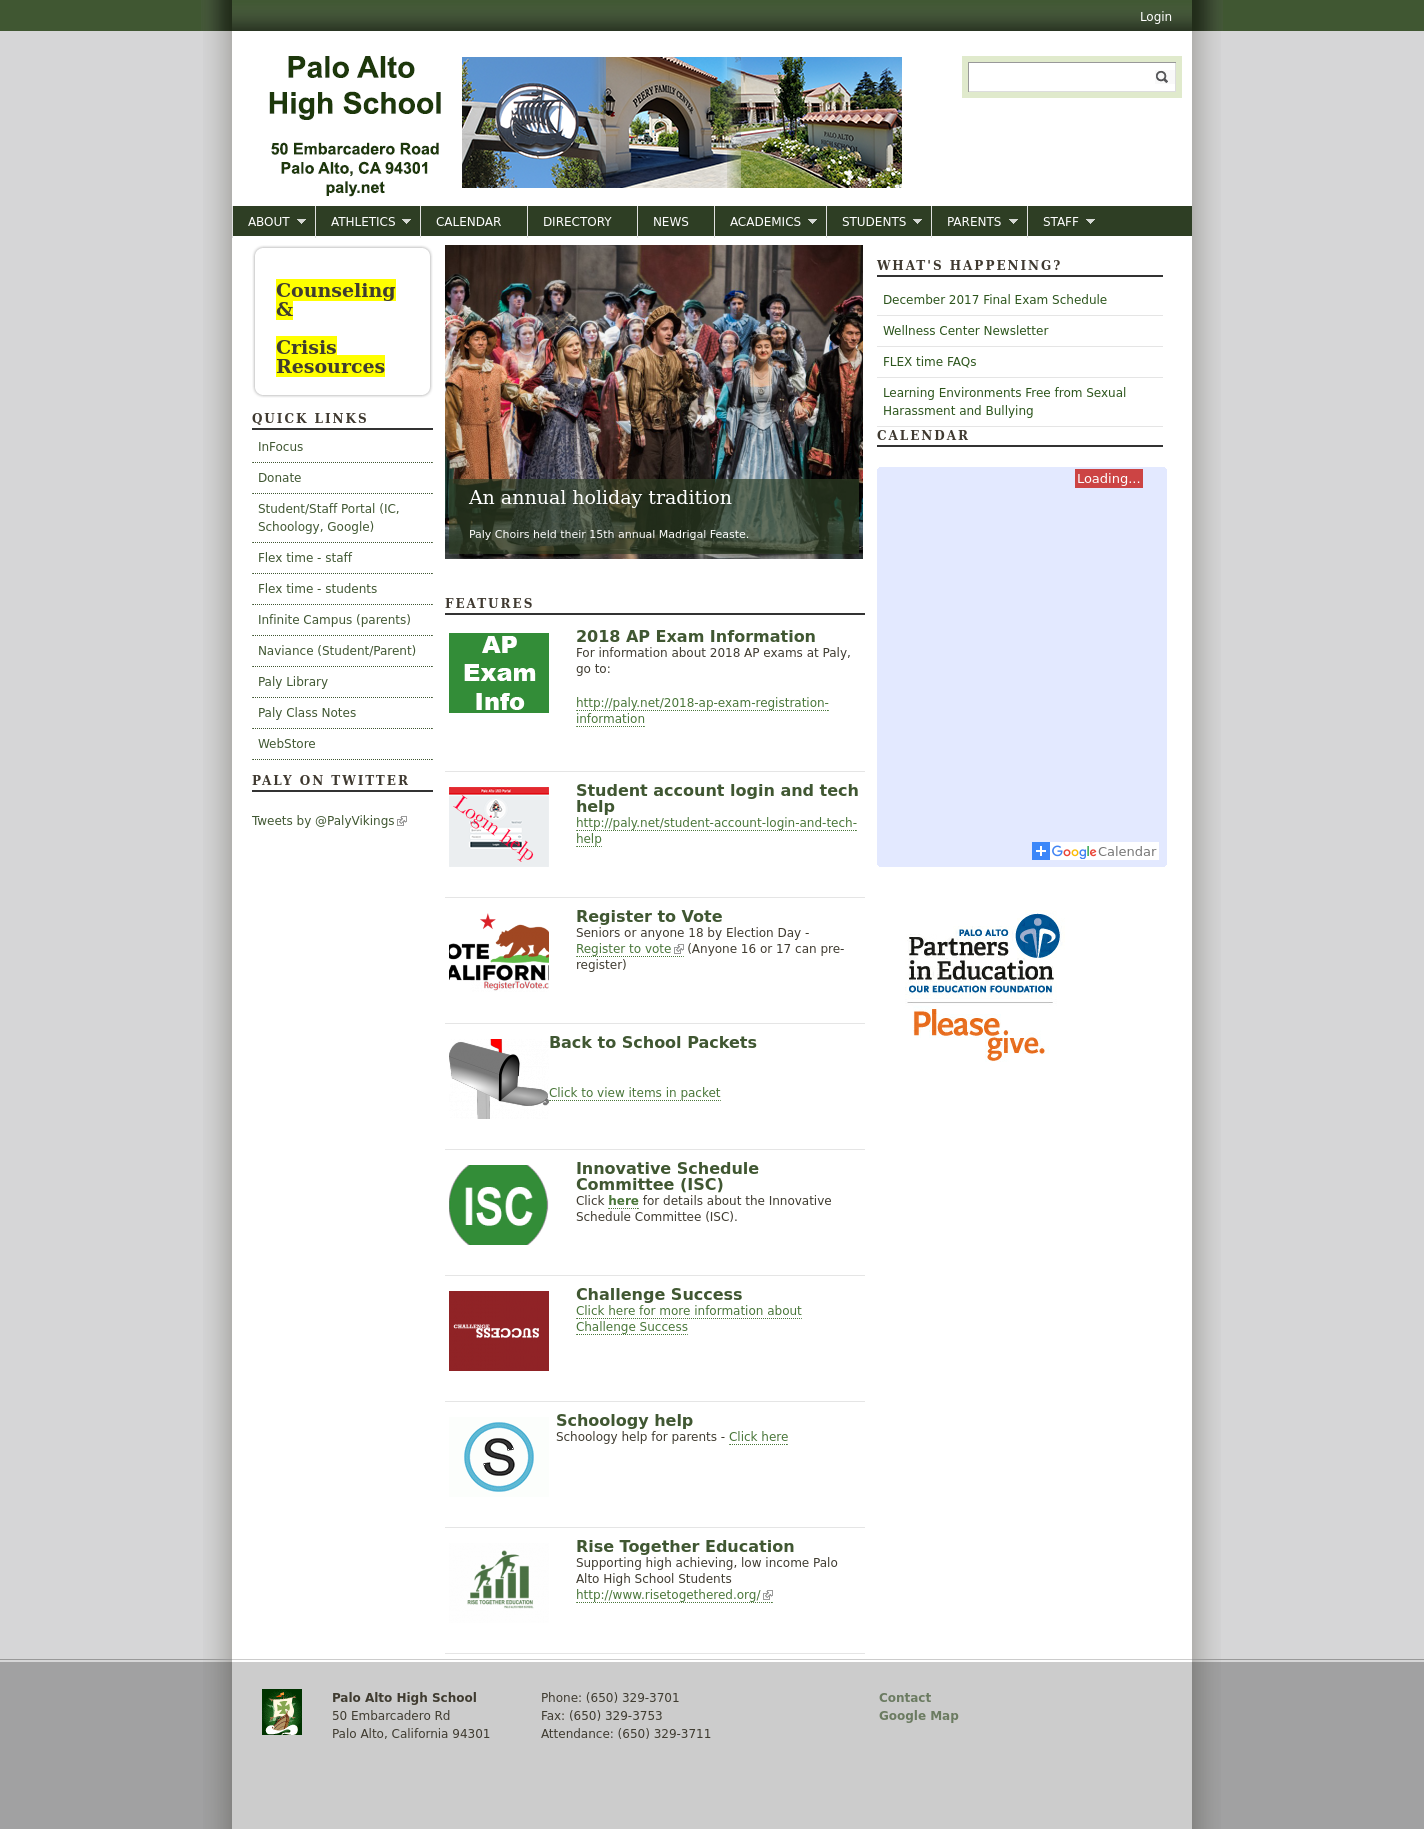 Login
Palo Alto
High School
50 Embarcadero Road
Palo Alto, CA 94301
paly.net
PEERY FAMILY CENTER
PALO ALTO
HIGH SCHOOL
ABOUT
ATHLETICS
CALENDAR
DIRECTORY
NEWS
ACADEMICS
STUDENTS
PARENTS
STAFF
Counseling
&
Crisis
Resources
QUICK LINKS
InFocus
Donate
Student/Staff Portal (IC,
Schoology, Google)
Flex time - staff
Flex time - students
Infinite Campus (parents)
Naviance (Student/Parent)
Paly Library
Paly Class Notes
WebStore
PALY ON TWITTER
Tweets by @PalyVikings
An annual holiday tradition
Paly Choirs held their 15th annual Madrigal Feaste.
FEATURES
AP
Exam
Info
2018 AP Exam Information
For information about 2018 AP exams at Paly,
go to:
http://paly.net/2018-ap-exam-registration-
information
Login help
Student account login and tech
help
http://paly.net/student-account-login-and-tech-
help
OTE
ALIFORN
RegisterToVote.c
Register to Vote
Seniors or anyone 18 by Election Day -
Register to vote (Anyone 16 or 17 can pre-
register)
Back to School Packets
Click to view items in packet
ISC
Innovative Schedule
Committee (ISC)
Click here for details about the Innovative
Schedule Committee (ISC).
CHALLENGE
SUCCESS
Challenge Success
Click here for more information about
Challenge Success
S
Schoology help
Schoology help for parents - Click here
RISE TOGETHER EDUCATION
Rise Together Education
Supporting high achieving, low income Palo
Alto High School Students
http://www.risetogethered.org/
WHAT'S HAPPENING?
December 2017 Final Exam Schedule
Wellness Center Newsletter
FLEX time FAQs
Learning Environments Free from Sexual
Harassment and Bullying
CALENDAR
Loading...
Google Calendar
PALO ALTO
Partners
in Education
OUR EDUCATION FOUNDATION
Please
give.
Palo Alto High School
50 Embarcadero Rd
Palo Alto, California 94301
Phone: (650) 329-3701
Fax: (650) 329-3753
Attendance: (650) 329-3711
Contact
Google Map